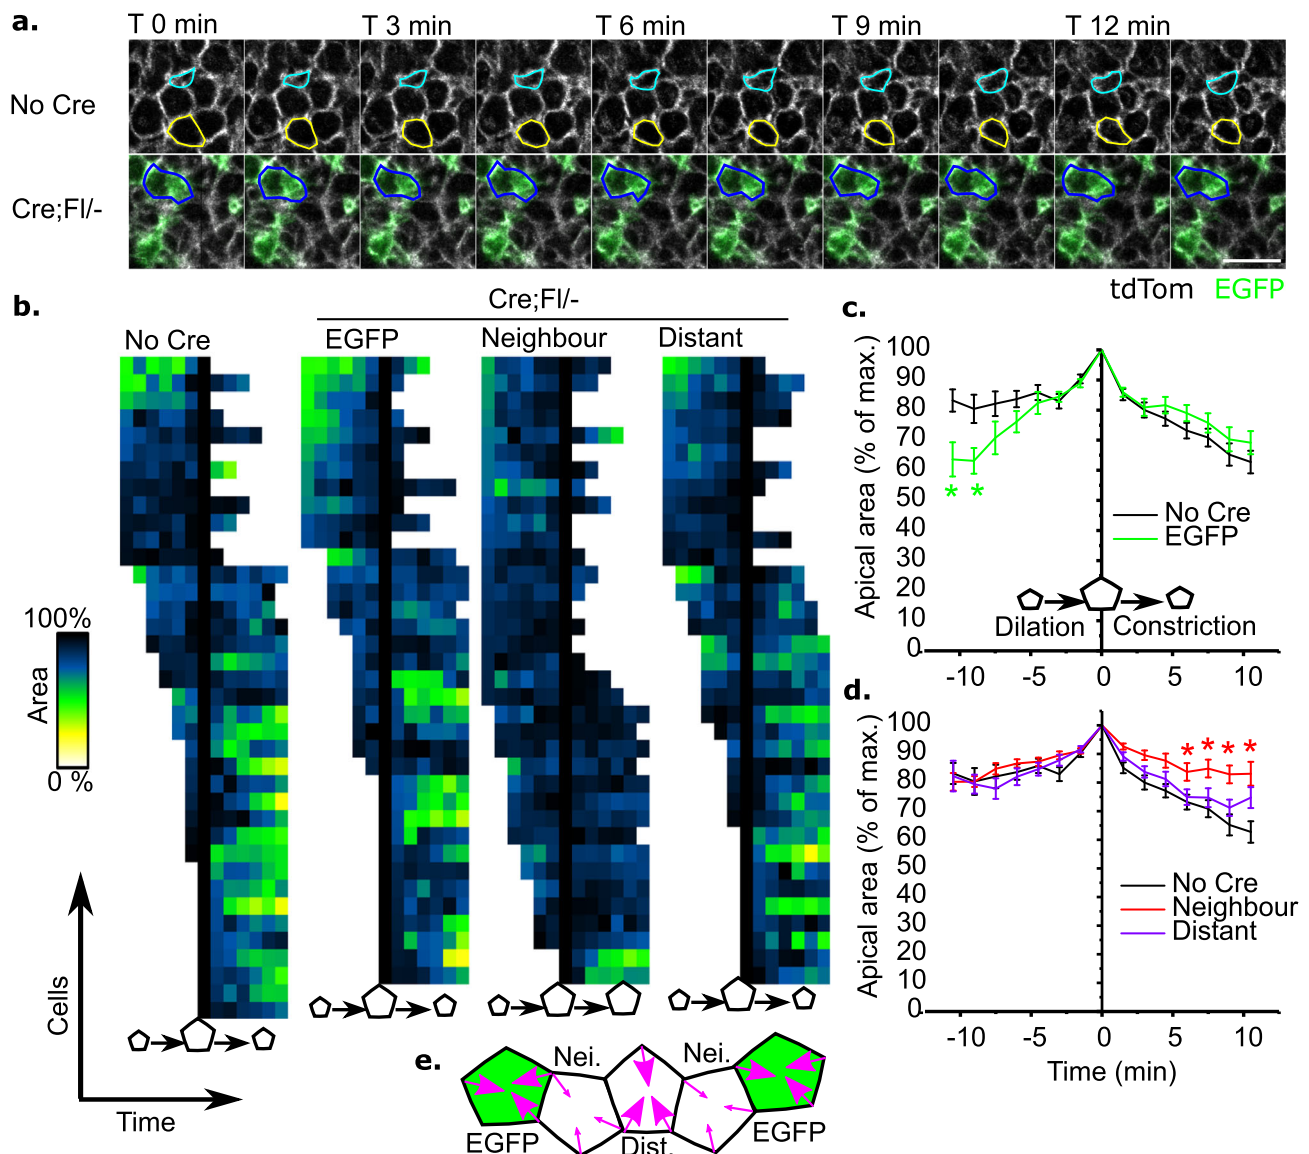 a.
T 0 min
T 3 min
T 6 min
T 9 min
T 12 min
No Cre
Cre;Fl/-
tdTom EGFP
b.
Cre;Fl/-
No Cre
EGFP
Neighbour
Distant
100%
Area
0 %
Cells
Time
c.
Apical area (% of max.)
100
90
80
70
60
50
40
30
20
10
0
* *
No Cre
EGFP
Dilation
Constriction
-10
-5
0
5
10
d.
Apical area (% of max.)
100
90
80
70
60
50
40
30
20
10
0
* * * *
No Cre
Neighbour
Distant
-10
-5
0
5
10
Time (min)
e.
Nei.
Nei.
EGFP
Dist.
EGFP